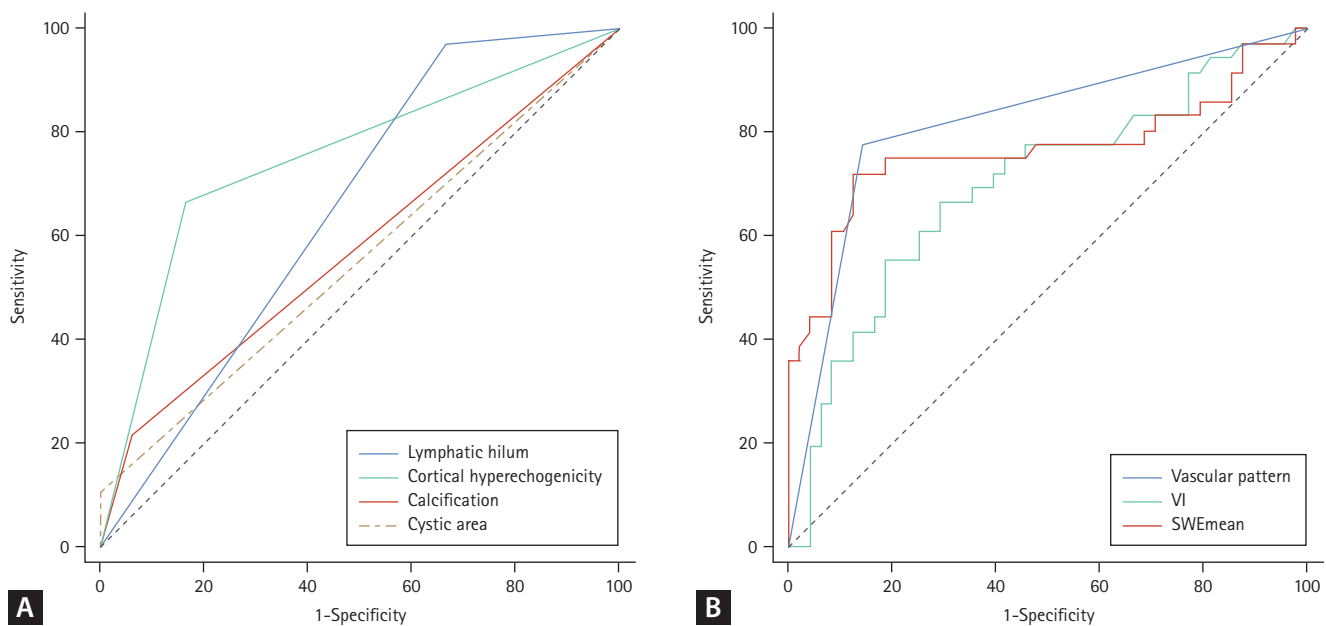 100
80
60
40
20
0
Sensitivity
Lymphatic hilum
Cortical hyperechogenicity
Calcification
Cystic area
0 20 40 60 80 100
1-Specificity
A
100
80
60
40
20
0
Sensitivity
Vascular pattern
VI
SWEmean
0 20 40 60 80 100
1-Specificity
B